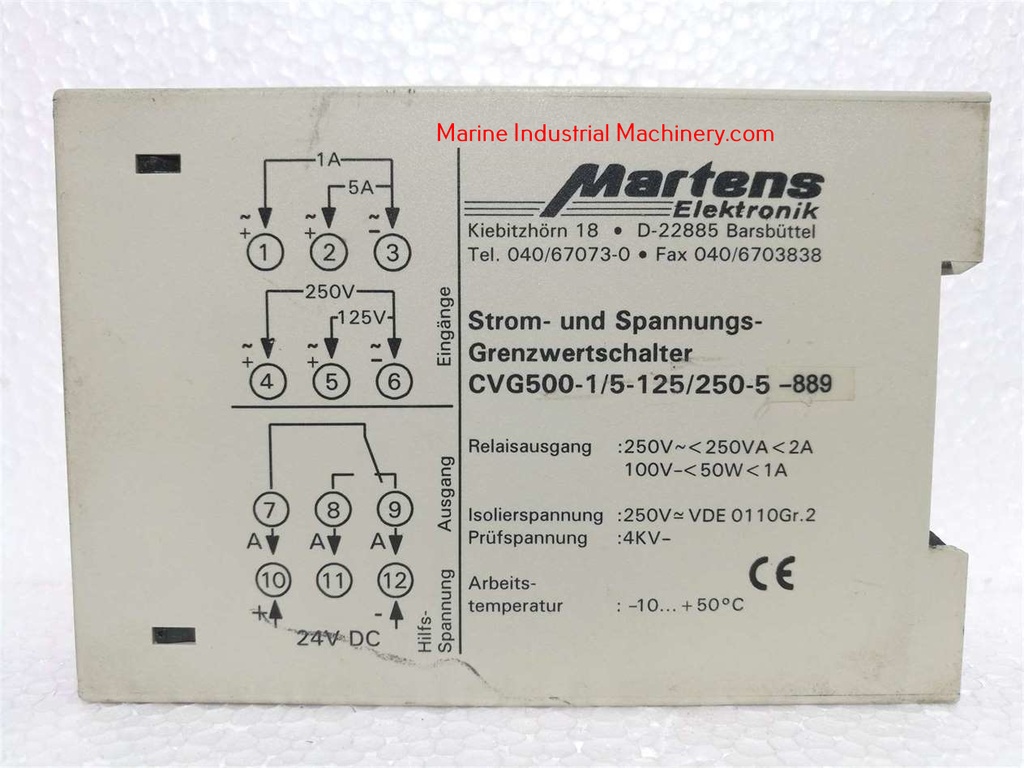 Marine Industrial Machinery.com
1A
5A
~ ~ ~
+ + −
1 2 3
250V
125V
~ ~ ~
+ + −
4 5 6
Eingänge
7 8 9
Ausgang
A A A
10 11 12
+ -
24V DC
Hilfs-
Spannung
Martens
Elektronik
Kiebitzhörn 18 • D-22885 Barsbüttel
Tel. 040/67073-0 • Fax 040/6703838
Strom- und Spannungs-
Grenzwertschalter
CVG500-1/5-125/250-5 -889
Relaisausgang :250V~<250VA<2A
100V-<50W<1A
Isolierspannung :250V≃VDE 0110Gr.2
Prüfspannung :4KV-
CE
Arbeits-
temperatur : -10...+50°C